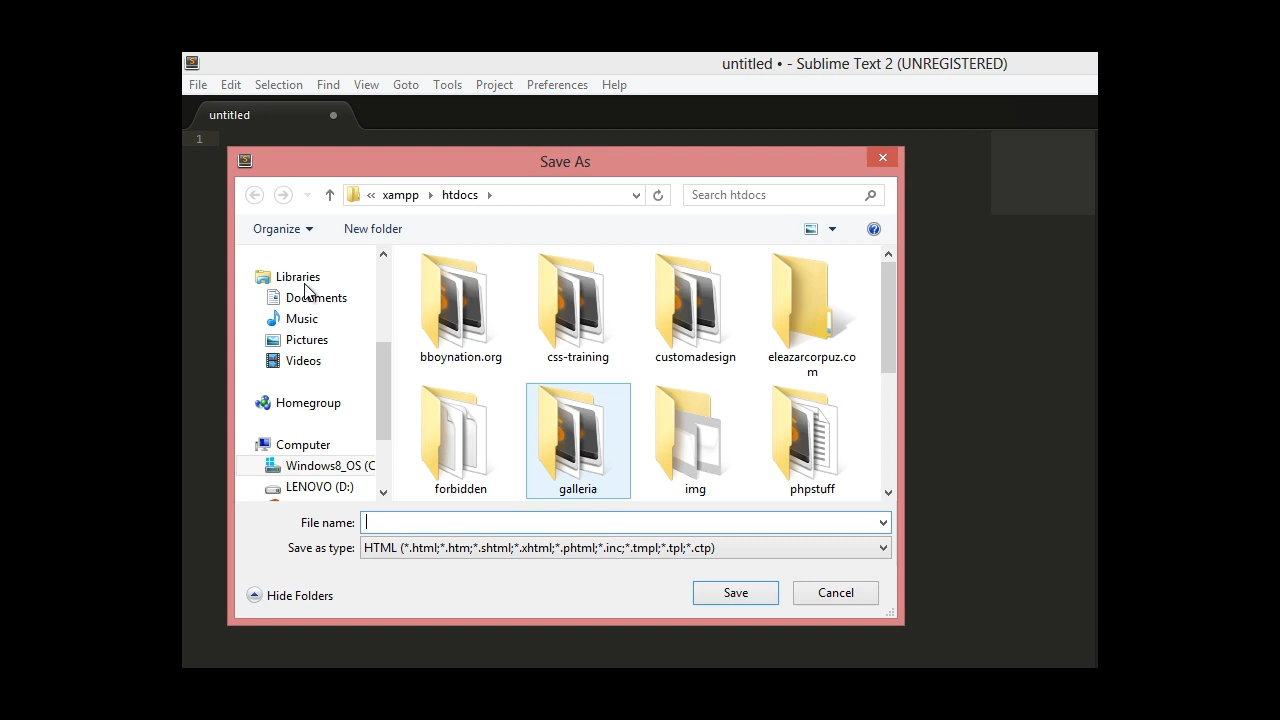 untitled • - Sublime Text 2 (UNREGISTERED)
File Edit Selection Find View Goto Tools Project Preferences Help
untitled
1
Save As
« xampp htdocs Search htdocs
Organize New folder
Libraries
Documents
Music
Pictures
Videos
Homegroup
Computer
Windows8_OS (C
LENOVO (D:)
bboynation.org css-training customadesign eleazarcorpuz.co
m
forbidden galleria img phpstuff
File name:
Save as type: HTML (*.html;*.htm;*.shtml;*.xhtml;*.phtml;*.inc;*.tmpl;*.tpl;*.ctp)
Hide Folders Save Cancel